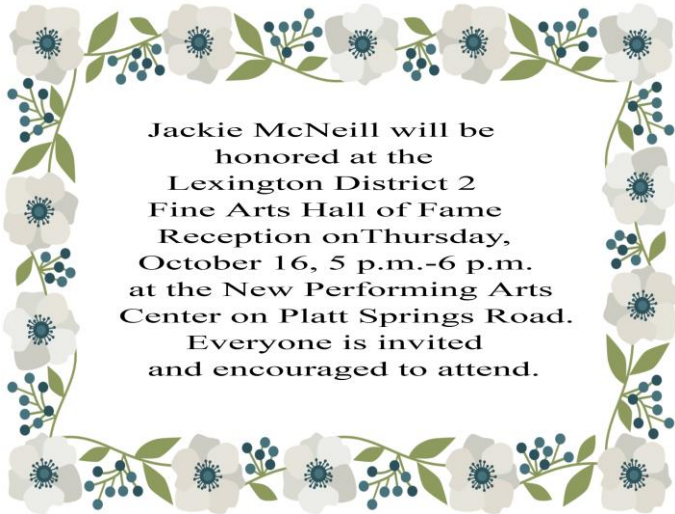 Jackie McNeill will be
honored at the
Lexington District 2
Fine Arts Hall of Fame
Reception onThursday,
October 16, 5 p.m.-6 p.m.
at the New Performing Arts
Center on Platt Springs Road.
Everyone is invited
and encouraged to attend.